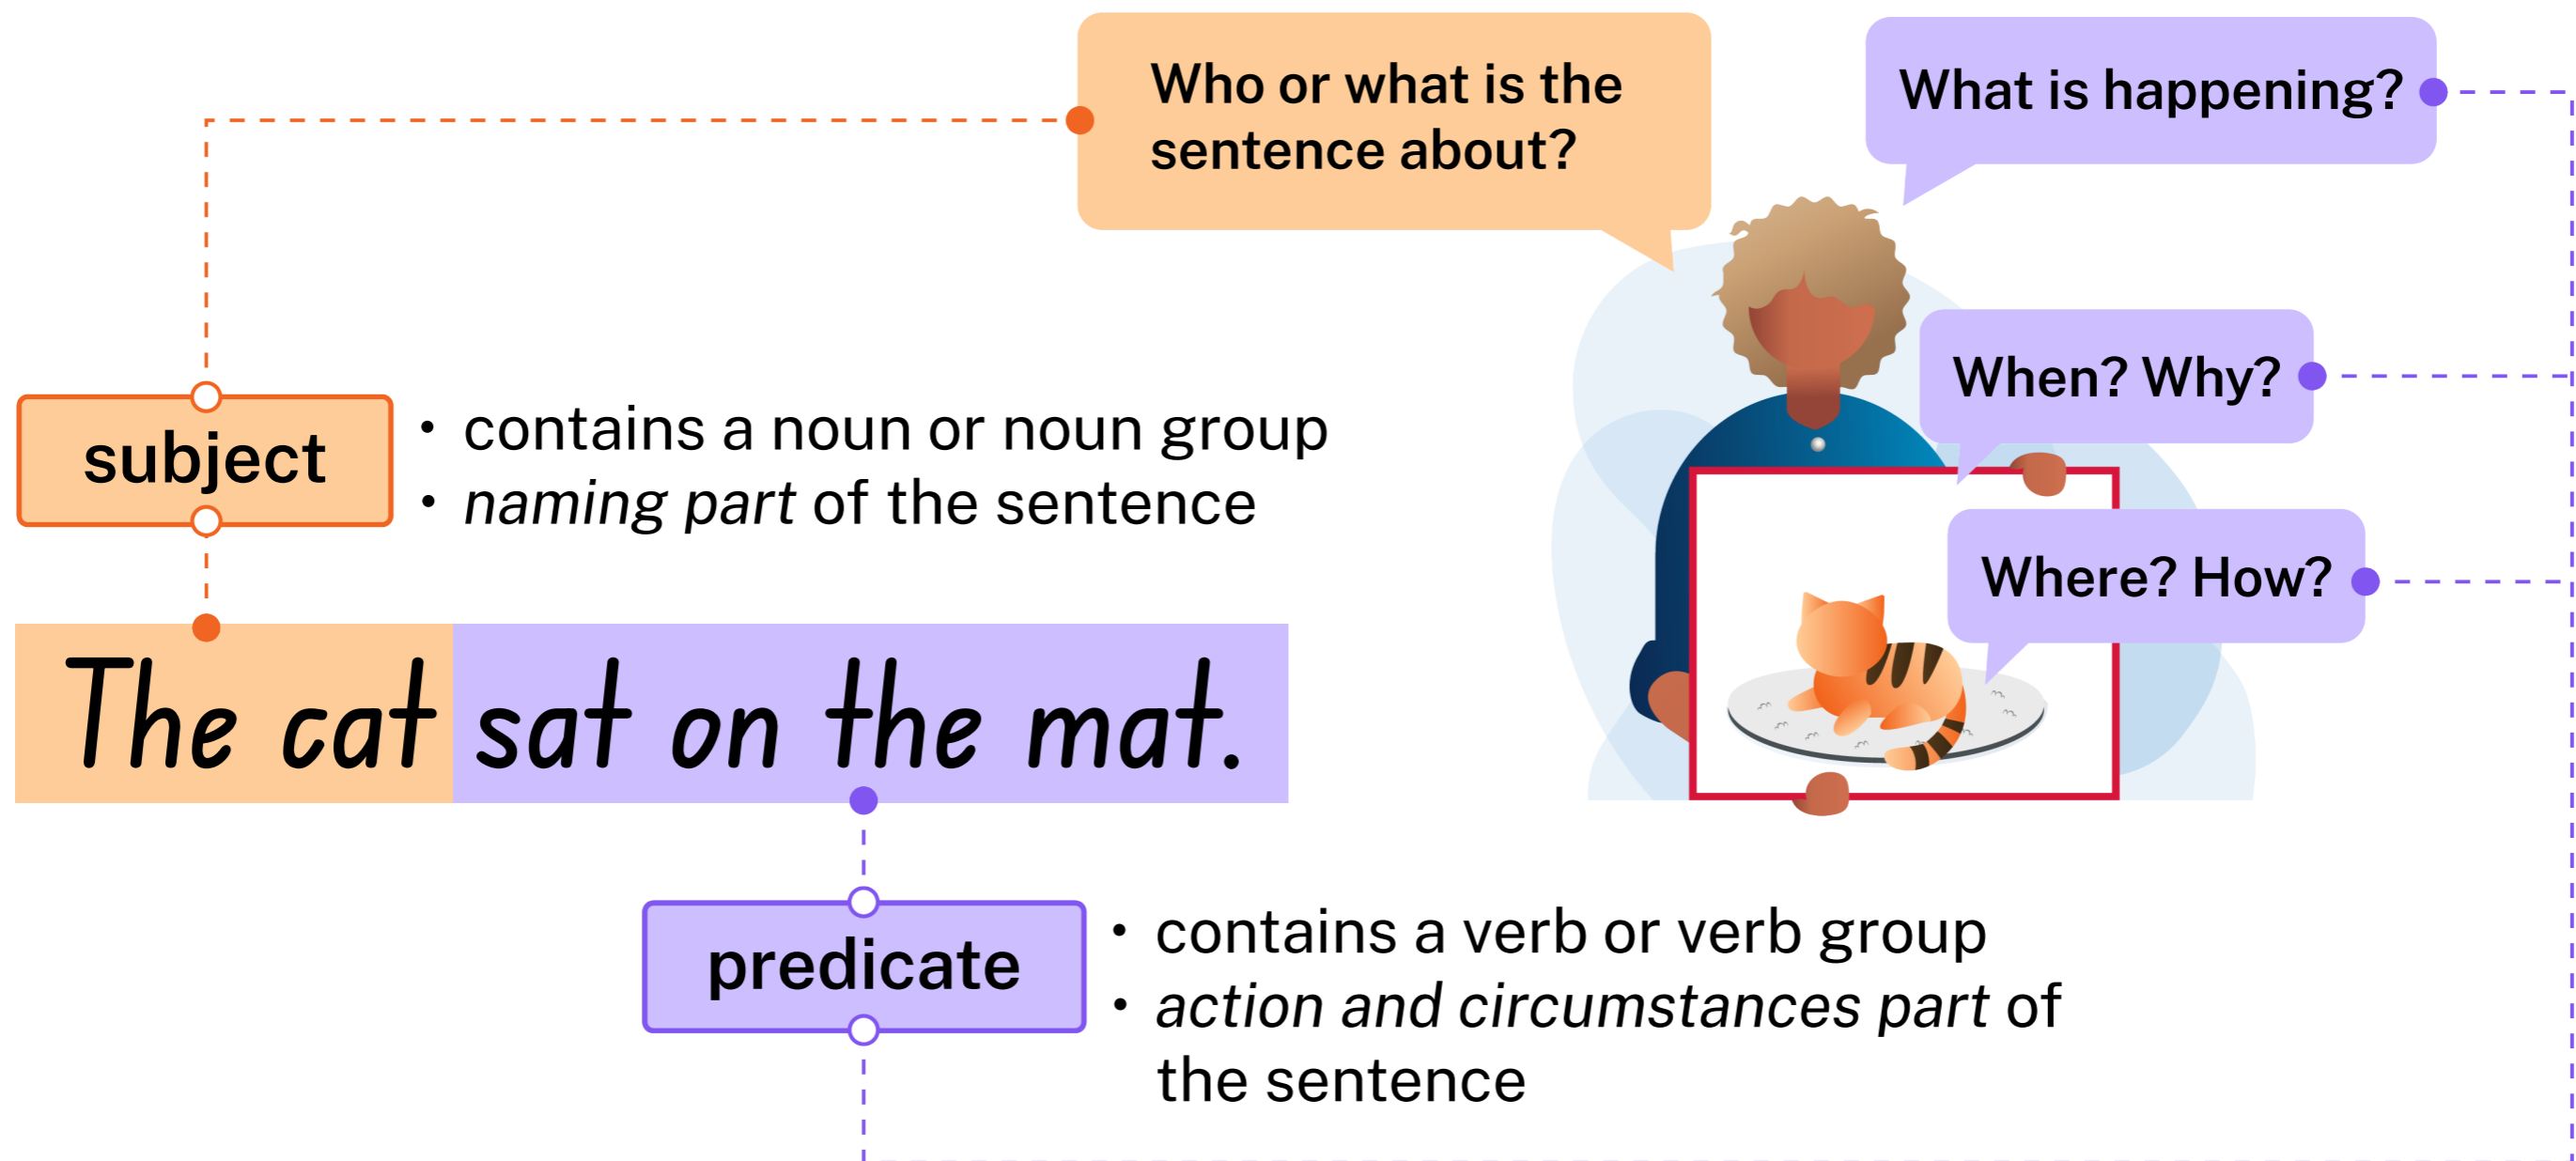 Who or what is the
sentence about?
What is happening?
When? Why?
Where? How?
subject
• contains a noun or noun group
• naming part of the sentence
The cat sat on the mat.
predicate
• contains a verb or verb group
• action and circumstances part of
the sentence